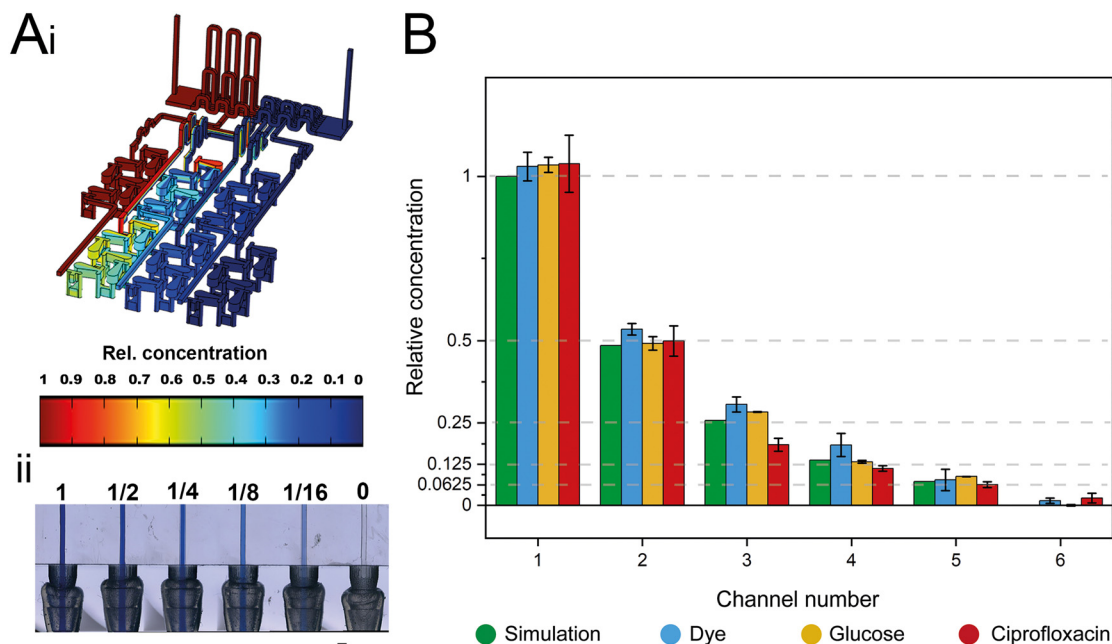 Ai
Rel. concentration
1 0.9 0.8 0.7 0.6 0.5 0.4 0.3 0.2 0.1 0
ii
1 1/2 1/4 1/8 1/16 0
B
Relative concentration
1
0.5
0.25
0.125
0.0625
0
1 2 3 4 5 6
Channel number
Simulation Dye Glucose Ciprofloxacin